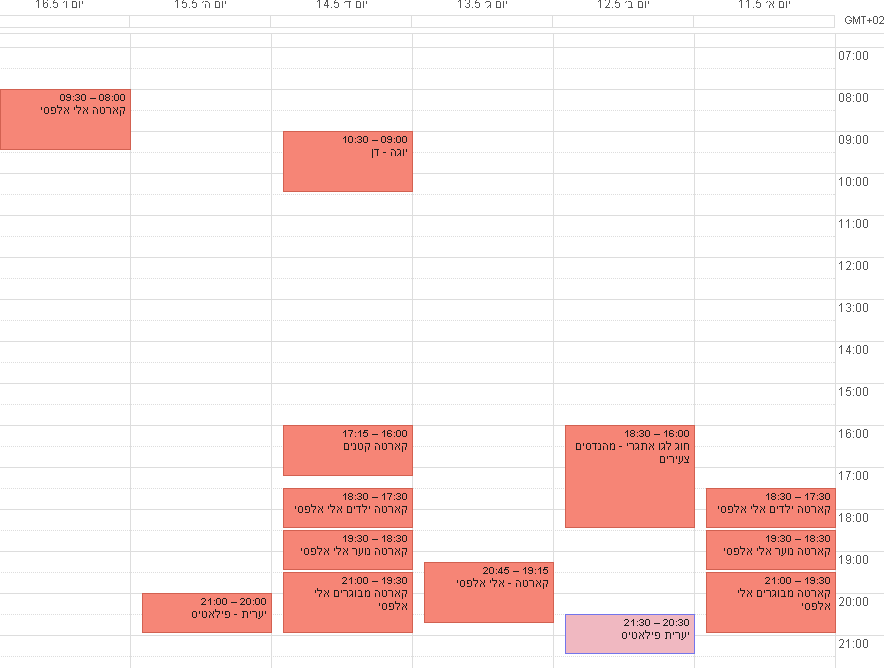 יום א׳ 11.5
יום ב׳ 12.5
יום ג׳ 13.5
יום ד׳ 14.5
יום ה׳ 15.5
יום ו׳ 16.5
GMT+02
07:00
08:00
09:00
10:00
11:00
12:00
13:00
14:00
15:00
16:00
17:00
18:00
19:00
20:00
21:00
17:30 – 18:30
קארטה ילדים אלי אלפסי
18:30 – 19:30
קארטה נוער אלי אלפסי
19:30 – 21:00
קארטה מבוגרים אלי
אלפסי
16:00 – 18:30
חוג לגו אתגרי - מהנדסים
צעירים
20:30 – 21:30
יערית פילאטיס
19:15 – 20:45
קארטה - אלי אלפסי
09:00 – 10:30
יוגה - דן
16:00 – 17:15
קארטה קטנים
17:30 – 18:30
קארטה ילדים אלי אלפסי
18:30 – 19:30
קארטה נוער אלי אלפסי
19:30 – 21:00
קארטה מבוגרים אלי
אלפסי
20:00 – 21:00
יערית - פילאטיס
08:00 – 09:30
קארטה אלי אלפסי